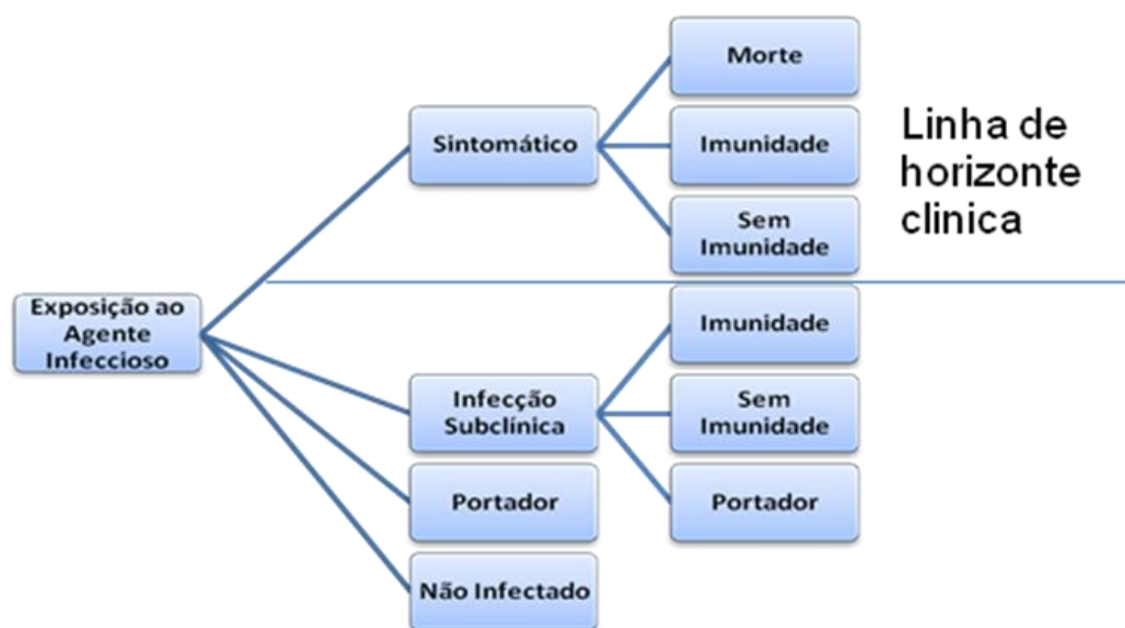 Exposição ao
Agente
Infeccioso
Sintomático
Morte
Imunidade
Sem
Imunidade
Linha de
horizonte
clinica
Infecção
Subclínica
Imunidade
Sem
Imunidade
Portador
Portador
Não Infectado